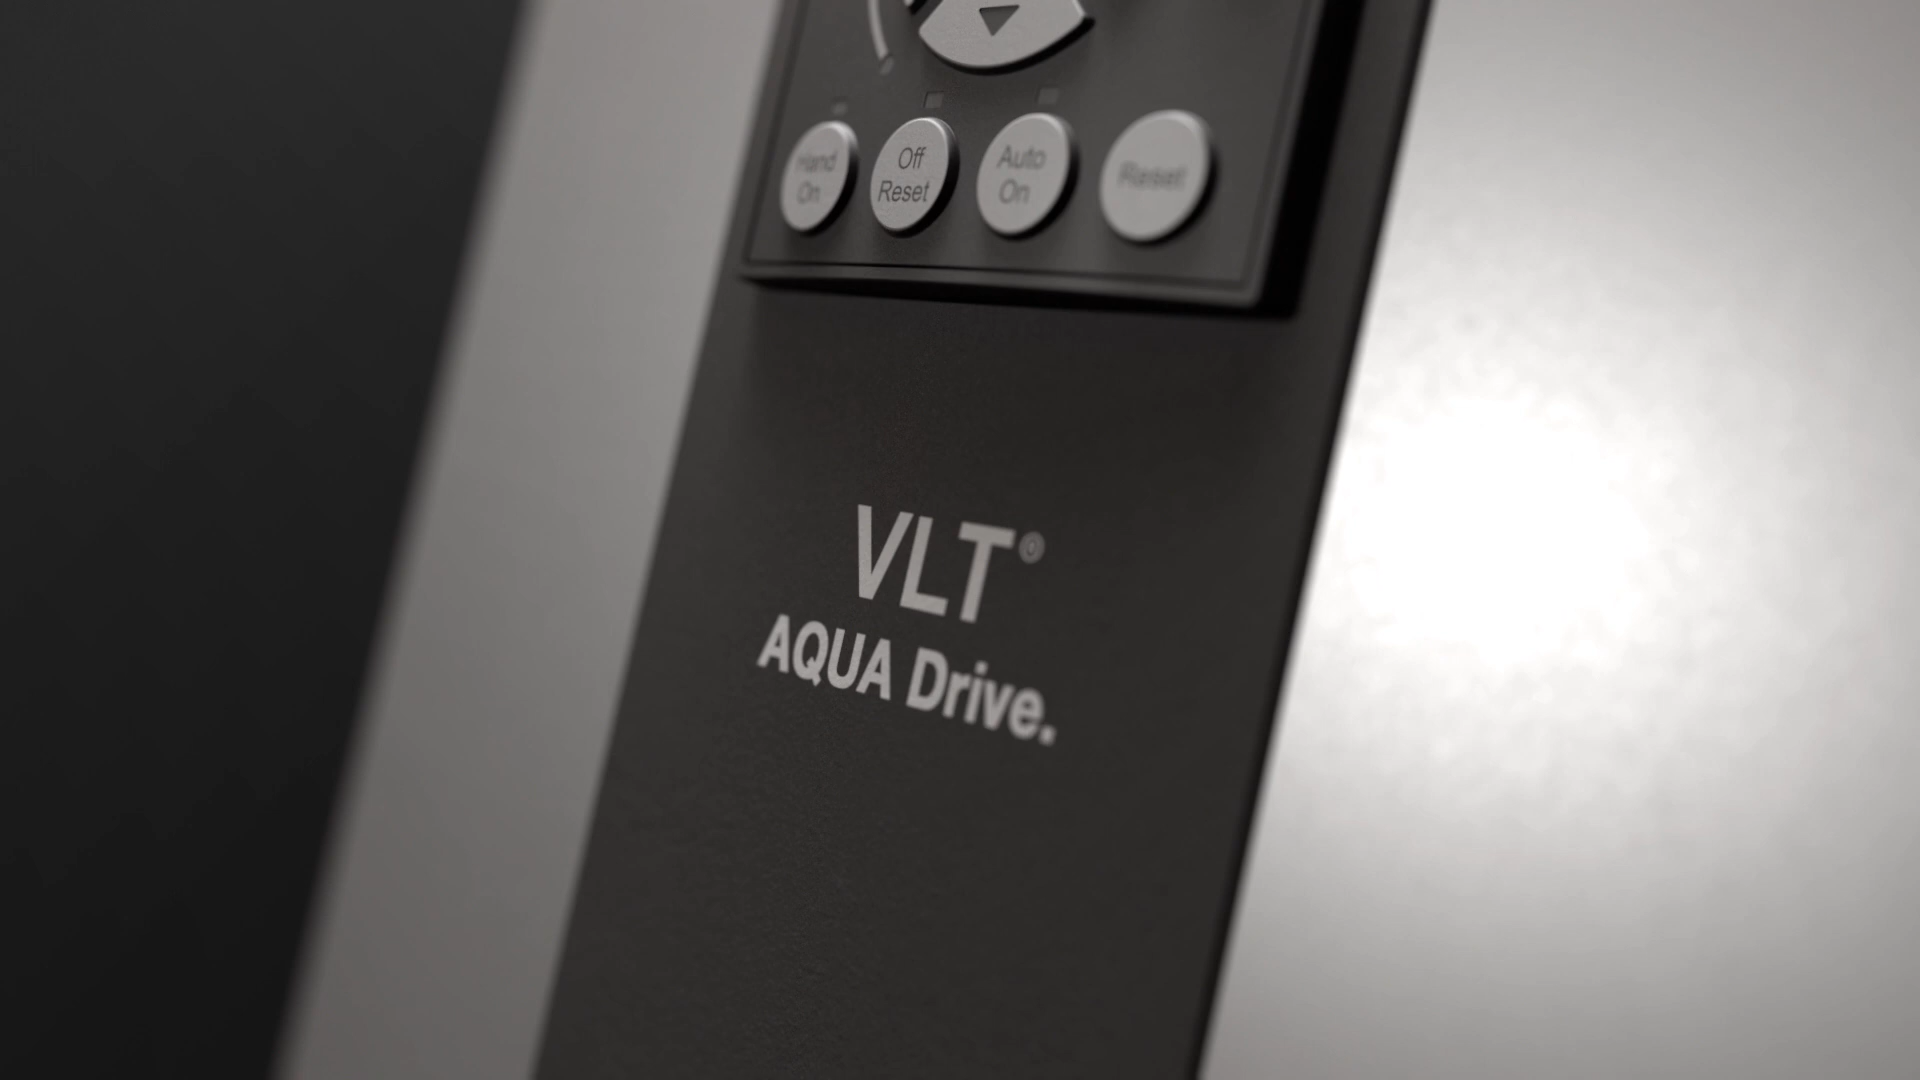 Hand
On
Off
Reset
Auto
On
Reset
VLT®
AQUA Drive.